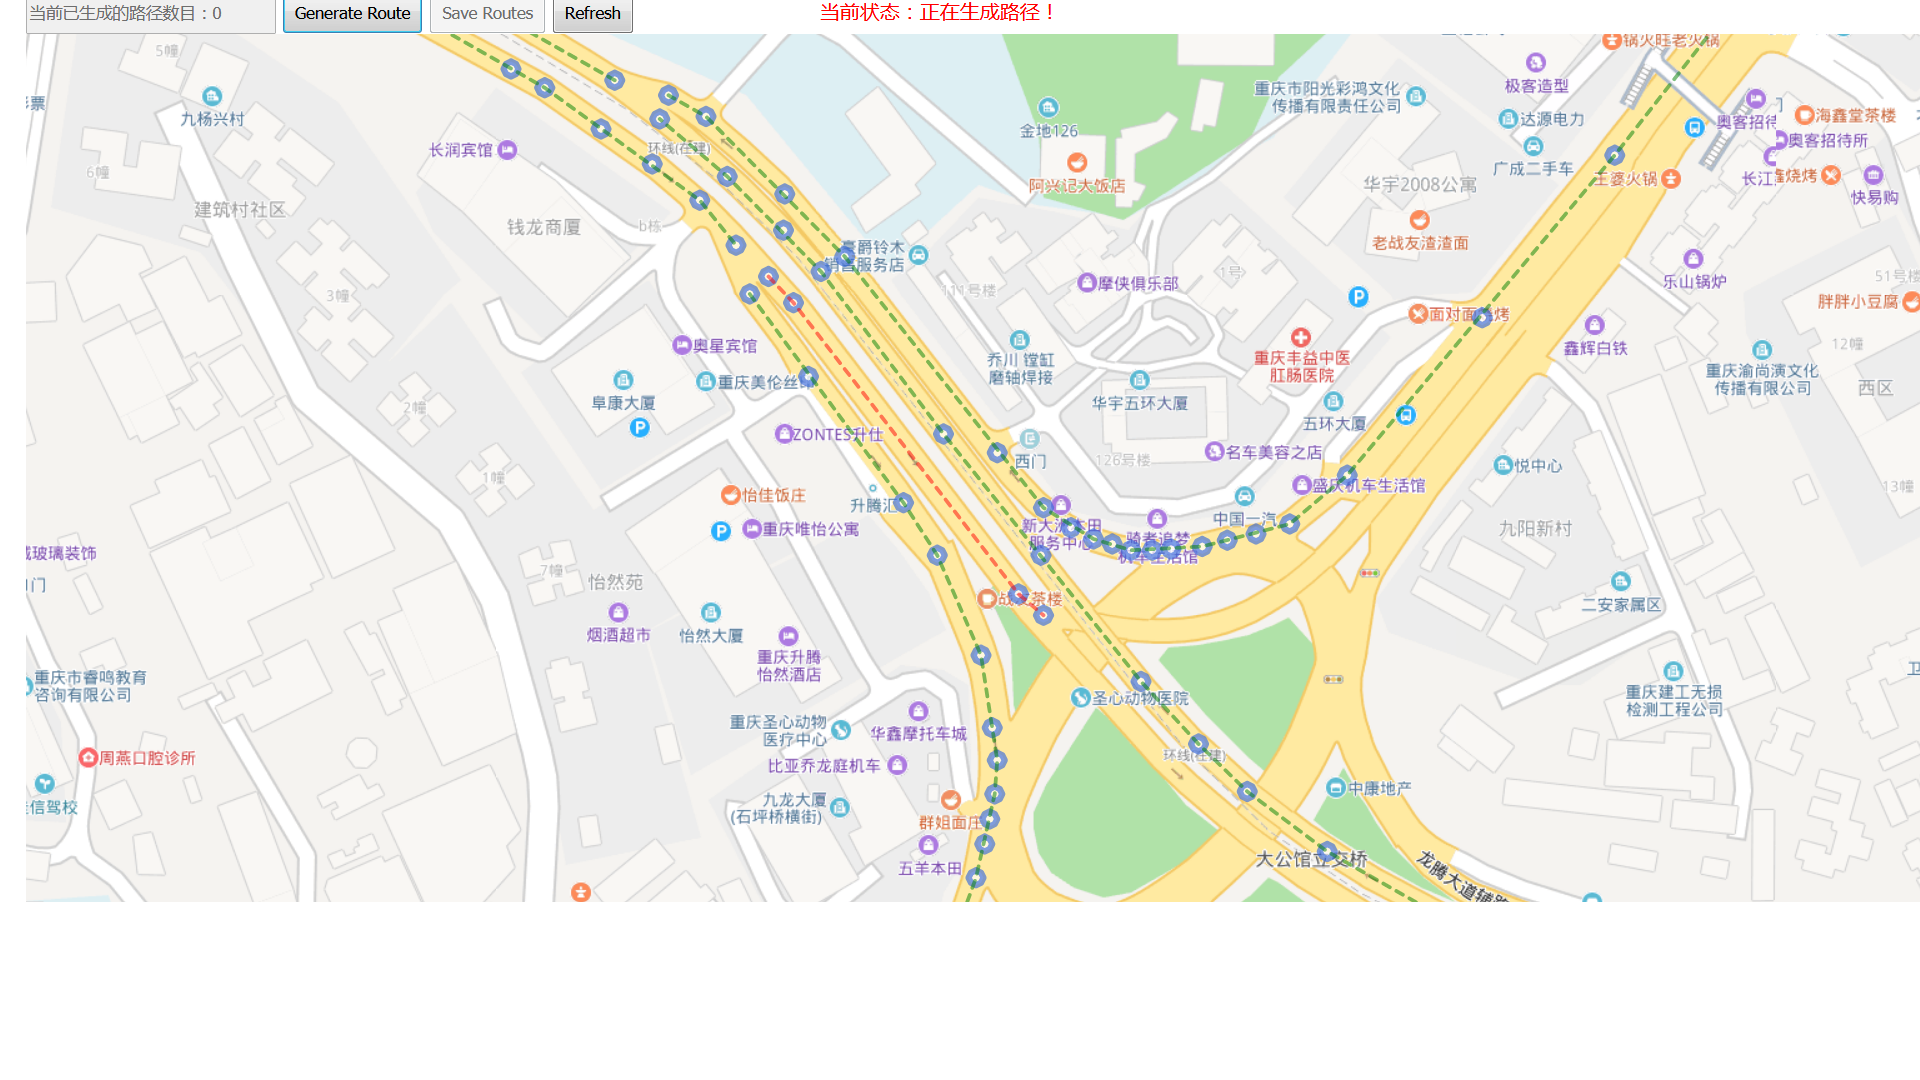 当前已生成的路径数目：0
Generate Route
Save Routes
Refresh
当前状态：正在生成路径！
锅火旺老火锅
5幢
九杨兴村
长润宾馆
6幢
建筑村社区
钱龙商厦
b栋
环线(在建)
金地126
阿兴记大饭店
重庆市阳光彩鸿文化
传播有限责任公司
极客造型
达源电力
广成二手车
华宇2008公寓
老战友渣渣面
王婆火锅
奥客招待
海鑫堂茶楼
奥客招待所
长江
鑫烧烤
快易购
豪爵铃木
销售服务店
111号楼
摩侠俱乐部
1号
乐山锅炉
51号
胖胖小豆腐
3幢
奥星宾馆
重庆美伦丝
阜康大厦
2幢
ZONTES升仕
乔川 镗缸
磨轴焊接
重庆丰益中医
肛肠医院
面对面烧烤
鑫辉白铁
12幢
重庆渝尚演文化
传播有限公司
西区
华宇五环大厦
五环大厦
西门
126号楼
名车美容之店
盛庆机车生活馆
悦中心
1幢
怡佳饭庄
升腾汇
13幢
重庆唯怡公寓
新大洲本田
服务中心
骑者追梦
机车生活馆
中国一汽
九阳新村
玻璃装饰
7幢
怡然苑
烟酒超市
怡然大厦
重庆升腾
怡然酒店
战友茶楼
二安家属区
重庆市睿鸣教育
咨询有限公司
圣心动物医院
重庆建工无损
检测工程公司
重庆圣心动物
医疗中心
华鑫摩托车城
环线(在建)
周燕口腔诊所
比亚乔龙庭机车
信驾校
九龙大厦
(石坪桥横街)
群姐面庄
中康地产
五羊本田
大公馆立交桥
龙腾大道辅路